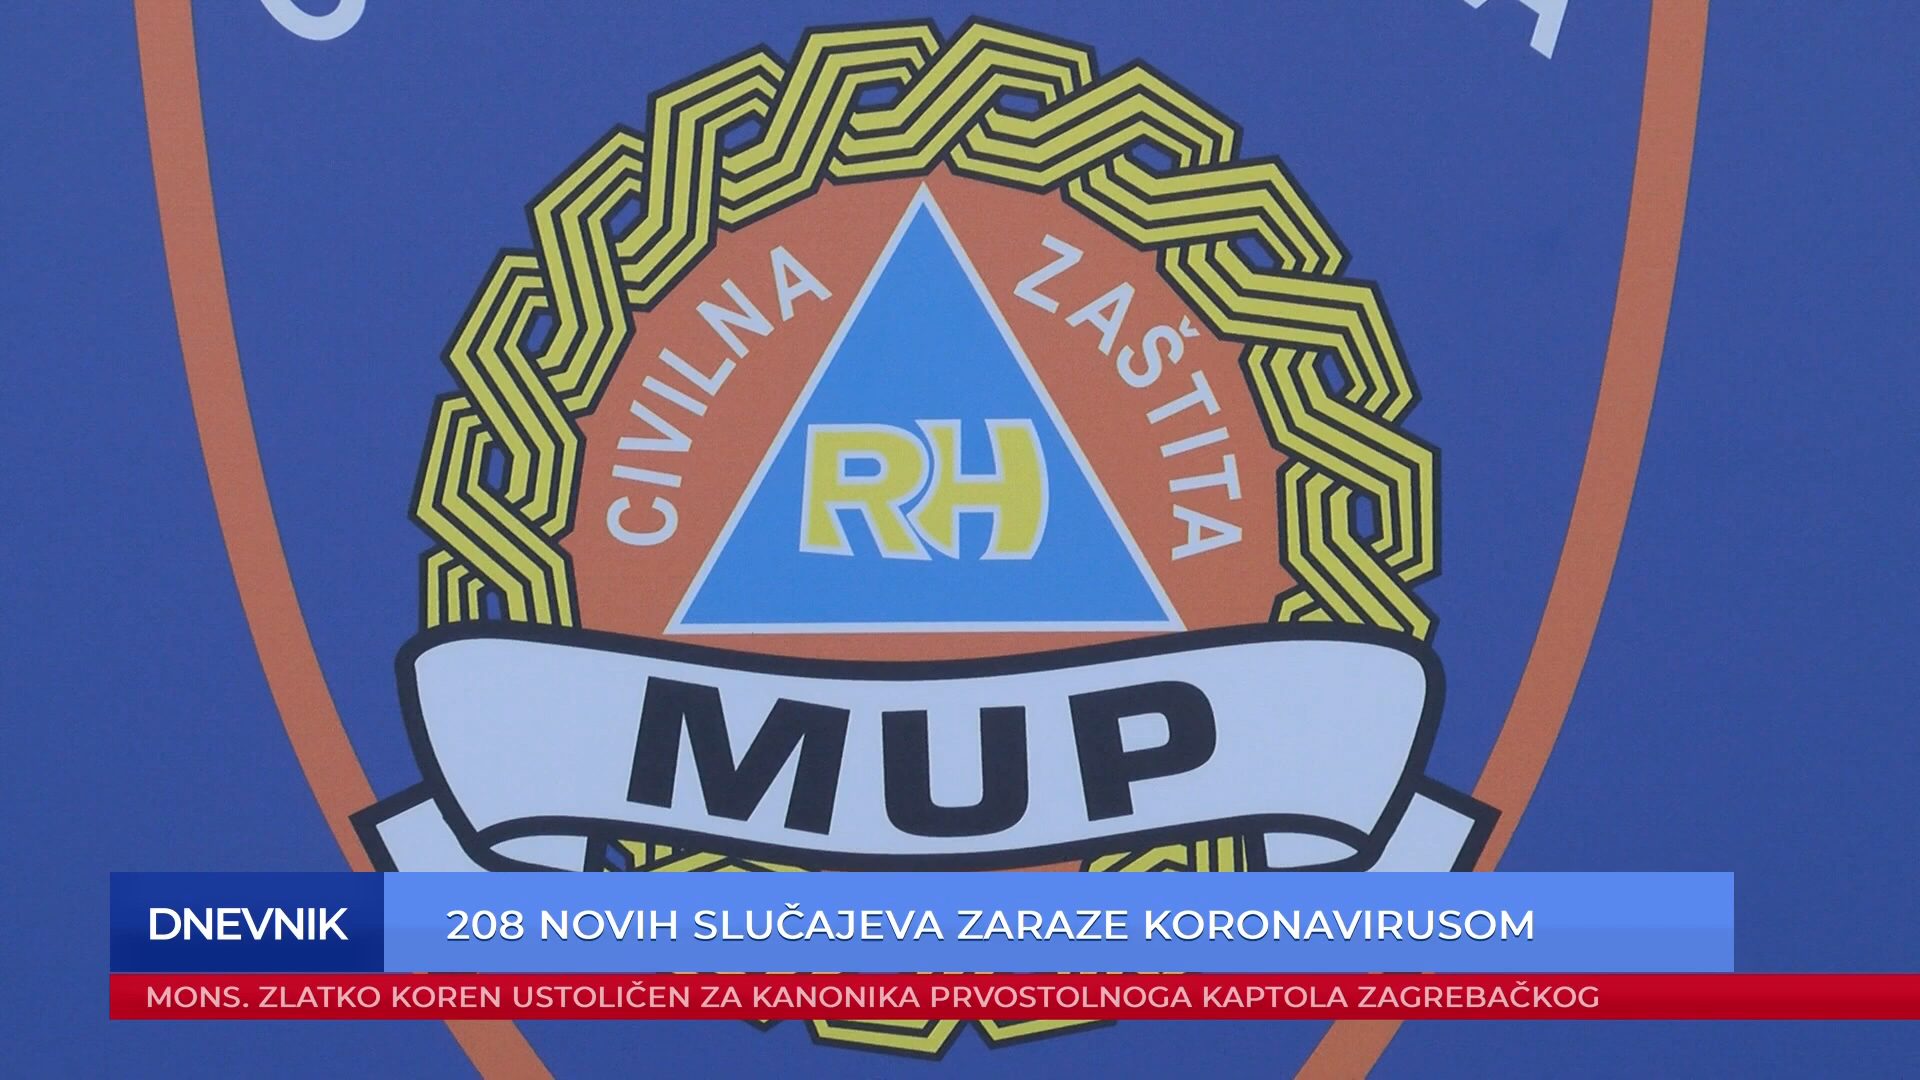 CIVILNA ZAŠTITA
RH
MUP
DNEVNIK
208 NOVIH SLUČAJEVA ZARAZE KORONAVIRUSOM
MONS. ZLATKO KOREN USTOLIČEN ZA KANONIKA PRVOSTOLNOGA KAPTOLA ZAGREBAČKOG